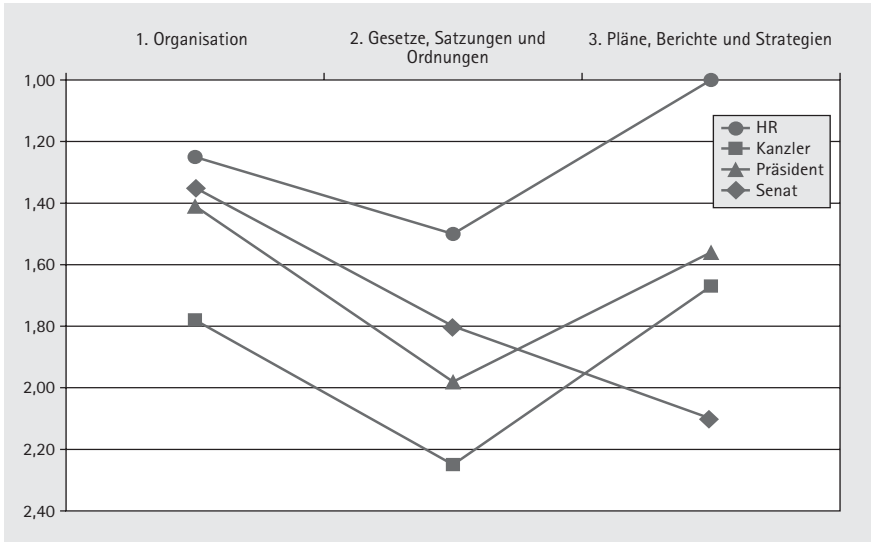 1. Organisation
2. Gesetze, Satzungen und
Ordnungen
3. Pläne, Berichte und Strategien
1,00
1,20
1,40
1,60
1,80
2,00
2,20
2,40
HR
Kanzler
Präsident
Senat